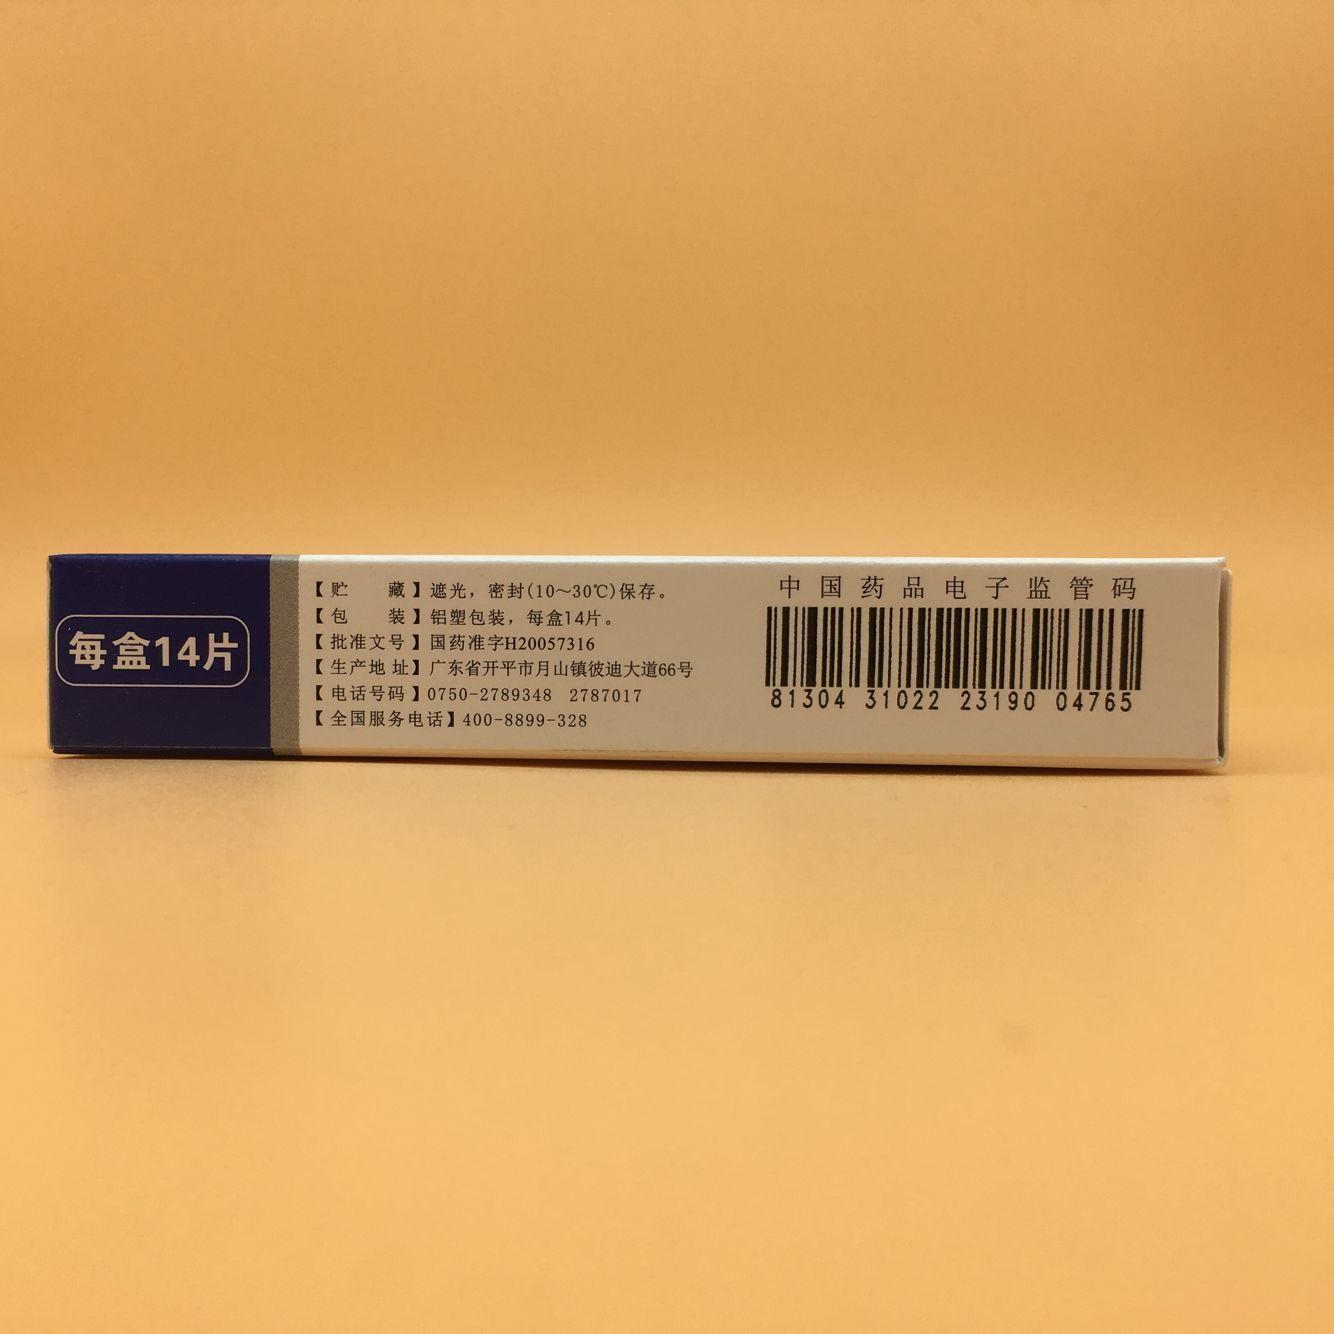 每盒14片
【贮　　藏】遮光，密封(10～30℃)保存。
【包　　装】铝塑包装，每盒14片。
【批准文号】国药准字H20057316
【生产地址】广东省开平市月山镇彼迪大道66号
【电话号码】0750-2789348 2787017
【全国服务电话】400-8899-328
中国药品电子监管码
81304 31022 23190 04765